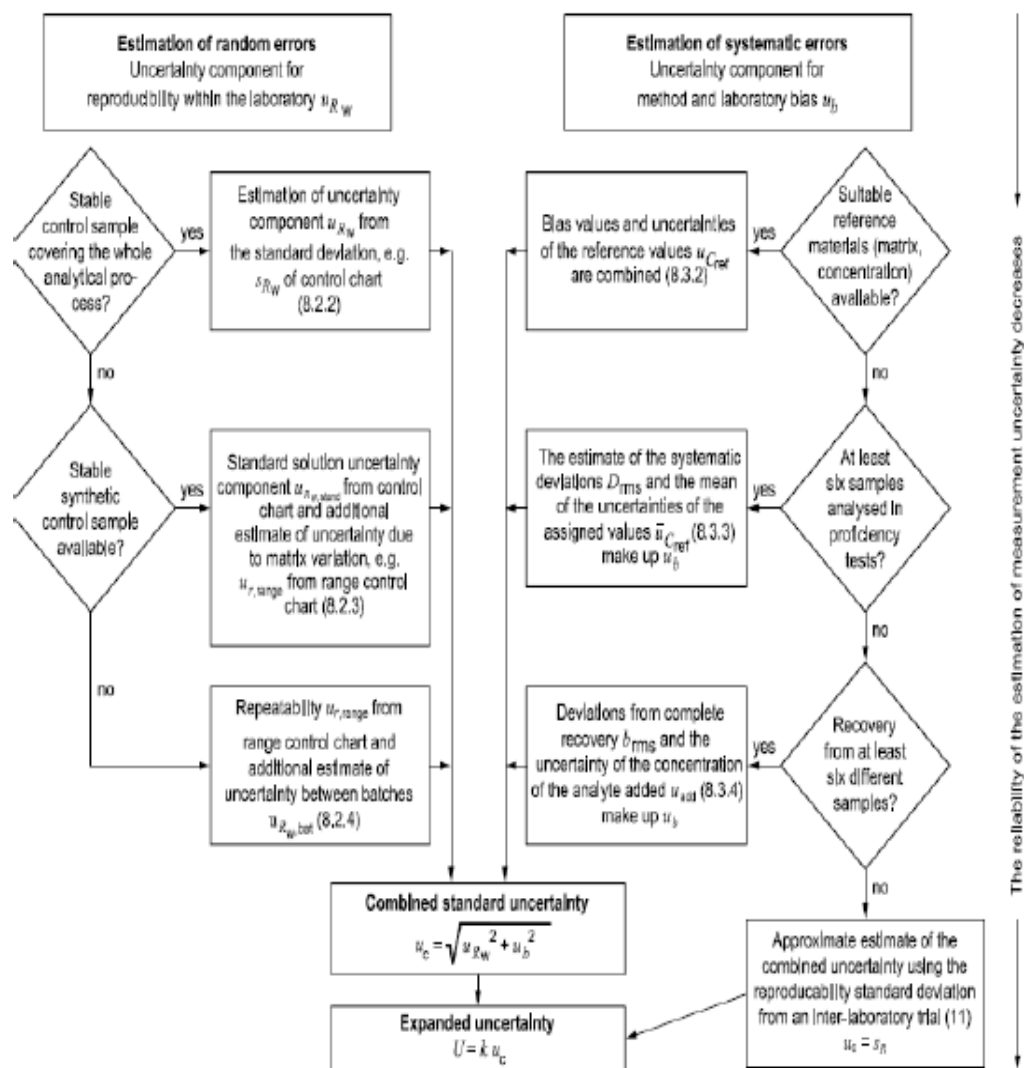 Estimation of random errors
Uncertainty component for
reproducibility within the laboratory u_R_W
Estimation of systematic errors
Uncertainty component for
method and laboratory bias u_b
Stable
control sample
covering the whole
analytical pro-
cess?
yes
Estimation of uncertainty
component u_R_W from
the standard deviation, e.g.
s_R_W of control chart
(8.2.2)
Bias values and uncertainties
of the reference values u_C_ref
are combined (8.3.2)
yes
Suitable
reference
materials (matrix,
concentration)
available?
no
no
Stable
synthetic
control sample
available?
yes
Standard solution uncertainty
component u_R_W,stand from control
chart and additional
estimate of uncertainty due
to matrix variation, e.g.
u_r,range from range control
chart (8.2.3)
The estimate of the systematic
deviations D_rms and the mean
of the uncertainties of the
assigned values ū_C_ref (8.3.3)
make up u_b
yes
At least
six samples
analysed in
proficiency
tests?
no
no
Repeatability u_r,range from
range control chart and
additional estimate of
uncertainty between batches
u_R_W,bat (8.2.4)
Deviations from complete
recovery b_rms and the
uncertainty of the concentration
of the analyte added u_add (8.3.4)
make up u_b
yes
Recovery
from at least
six different
samples?
no
Combined standard uncertainty
u_c = √(u_R_W² + u_b²)
Expanded uncertainty
U = k u_c
Approximate estimate of the
combined uncertainty using the
reproducability standard deviation
from an inter-laboratory trial (11)
u_c = s_R
The reliability of the estimation of measurement uncertainty decreases